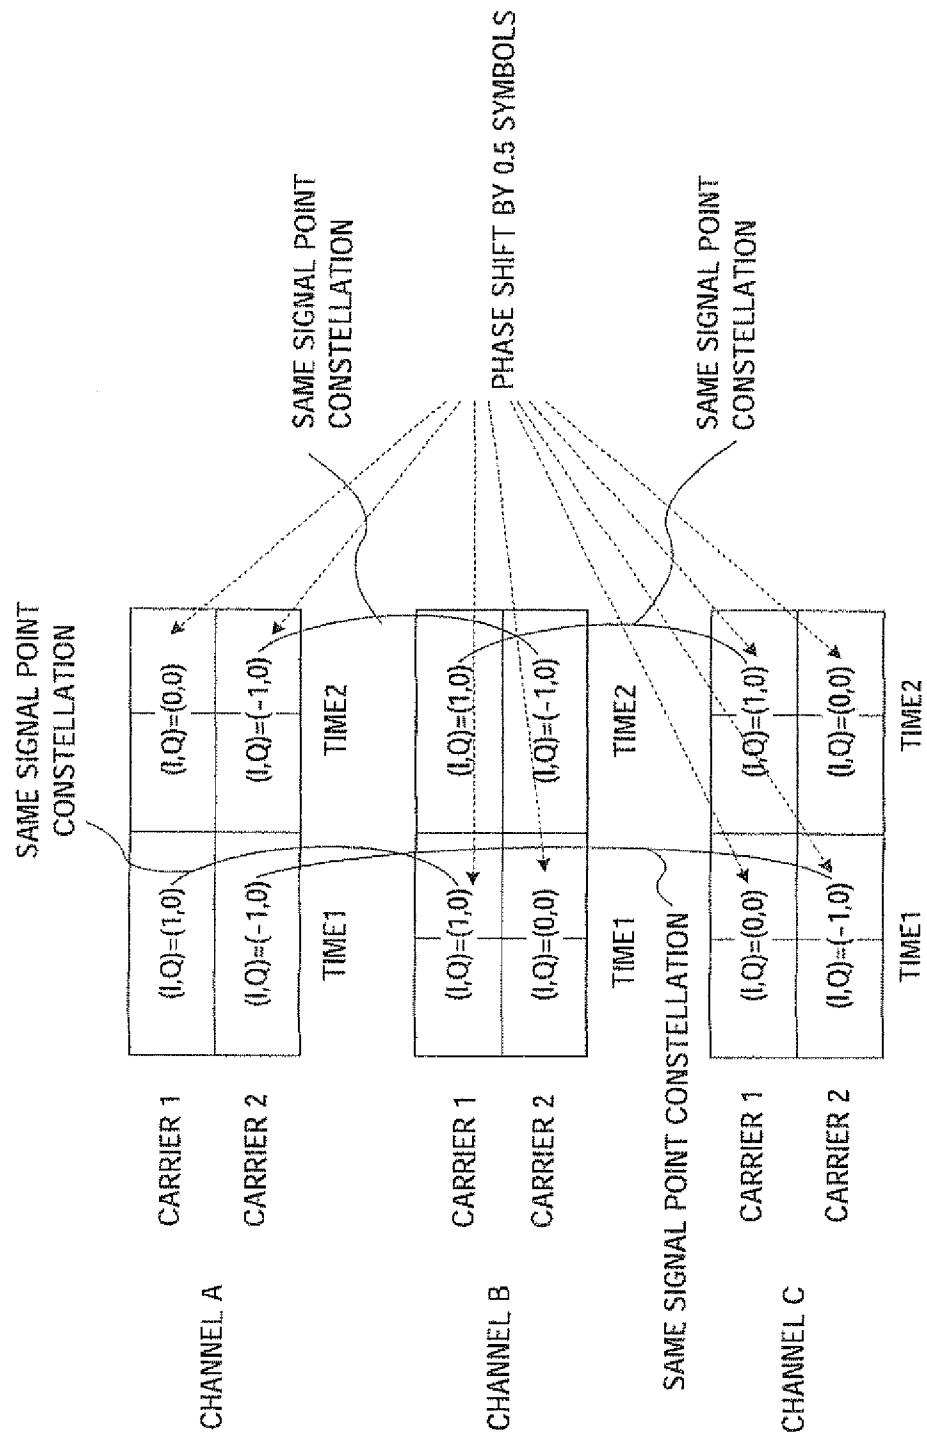 SAME SIGNAL POINT
CONSTELLATION
CHANNEL A
CARRIER 1
(I,Q)=(1,0)
(I,Q)=(0,0)
CARRIER 2
(I,Q)=(-1,0)
(I,Q)=(-1,0)
TIME1
TIME2
SAME SIGNAL POINT
CONSTELLATION
CHANNEL B
CARRIER 1
(I,Q)=(1,0)
(I,Q)=(1,0)
CARRIER 2
(I,Q)=(0,0)
(I,Q)=(-1,0)
PHASE SHIFT BY 0.5 SYMBOLS
TIME1
TIME2
SAME SIGNAL POINT CONSTELLATION
SAME SIGNAL POINT
CONSTELLATION
CHANNEL C
CARRIER 1
(I,Q)=(0,0)
(I,Q)=(1,0)
CARRIER 2
(I,Q)=(-1,0)
(I,Q)=(0,0)
TIME1
TIME2